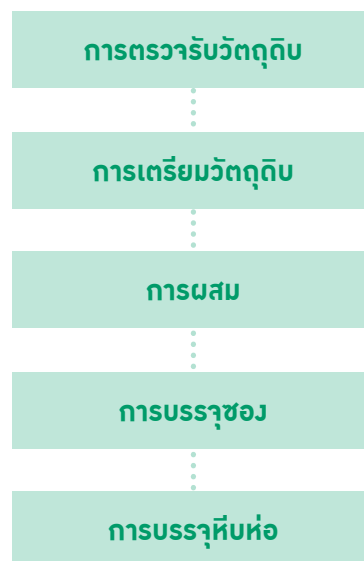 การตรวจรับวัตถุดิบ
การเตรียมวัตถุดิบ
การผสม
การบรรจุซอง
การบรรจุหีบห่อ